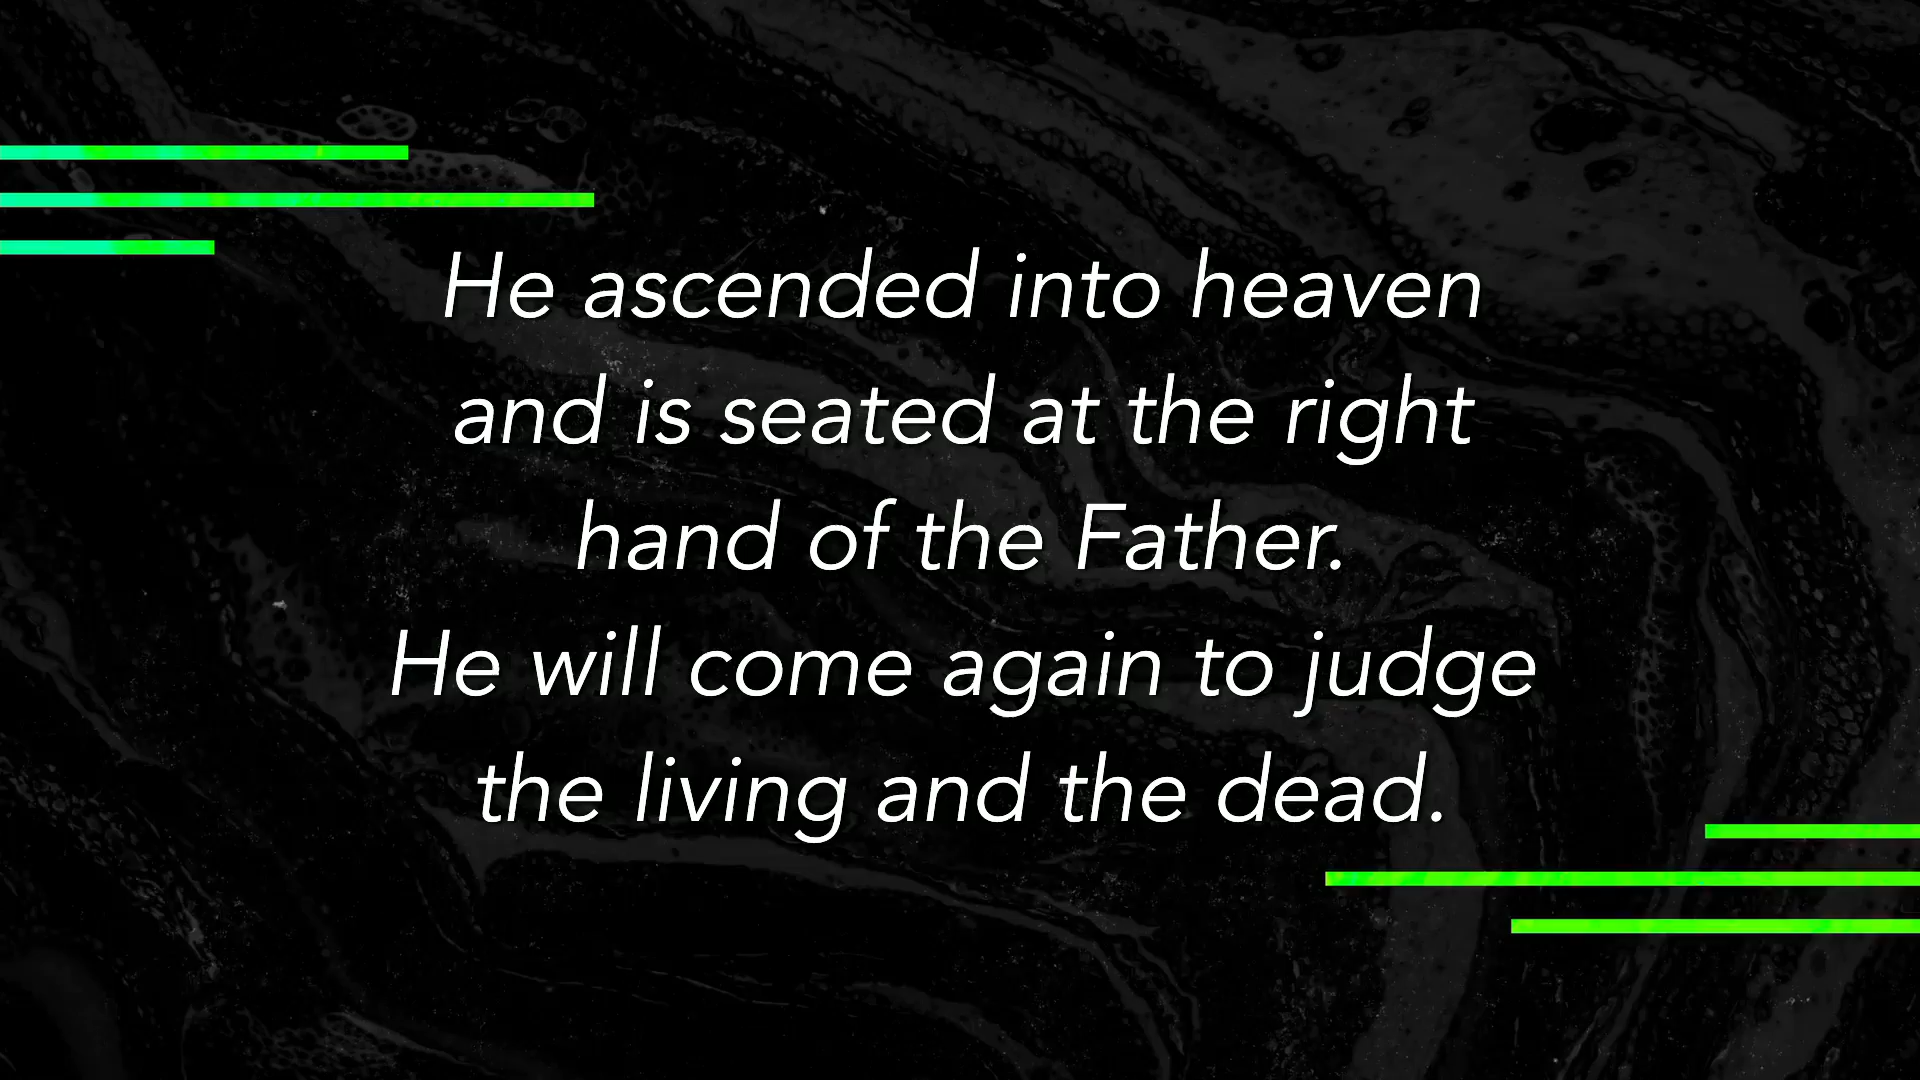 He ascended into heaven
and is seated at the right
hand of the Father.
He will come again to judge
the living and the dead.